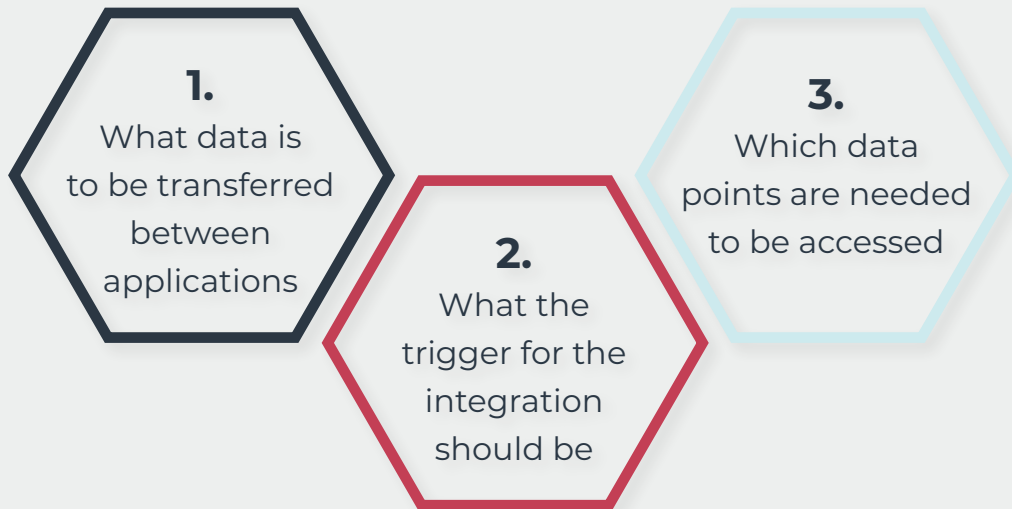 1.
What data is
to be transferred
between
applications
2.
What the
trigger for the
integration
should be
3.
Which data
points are needed
to be accessed